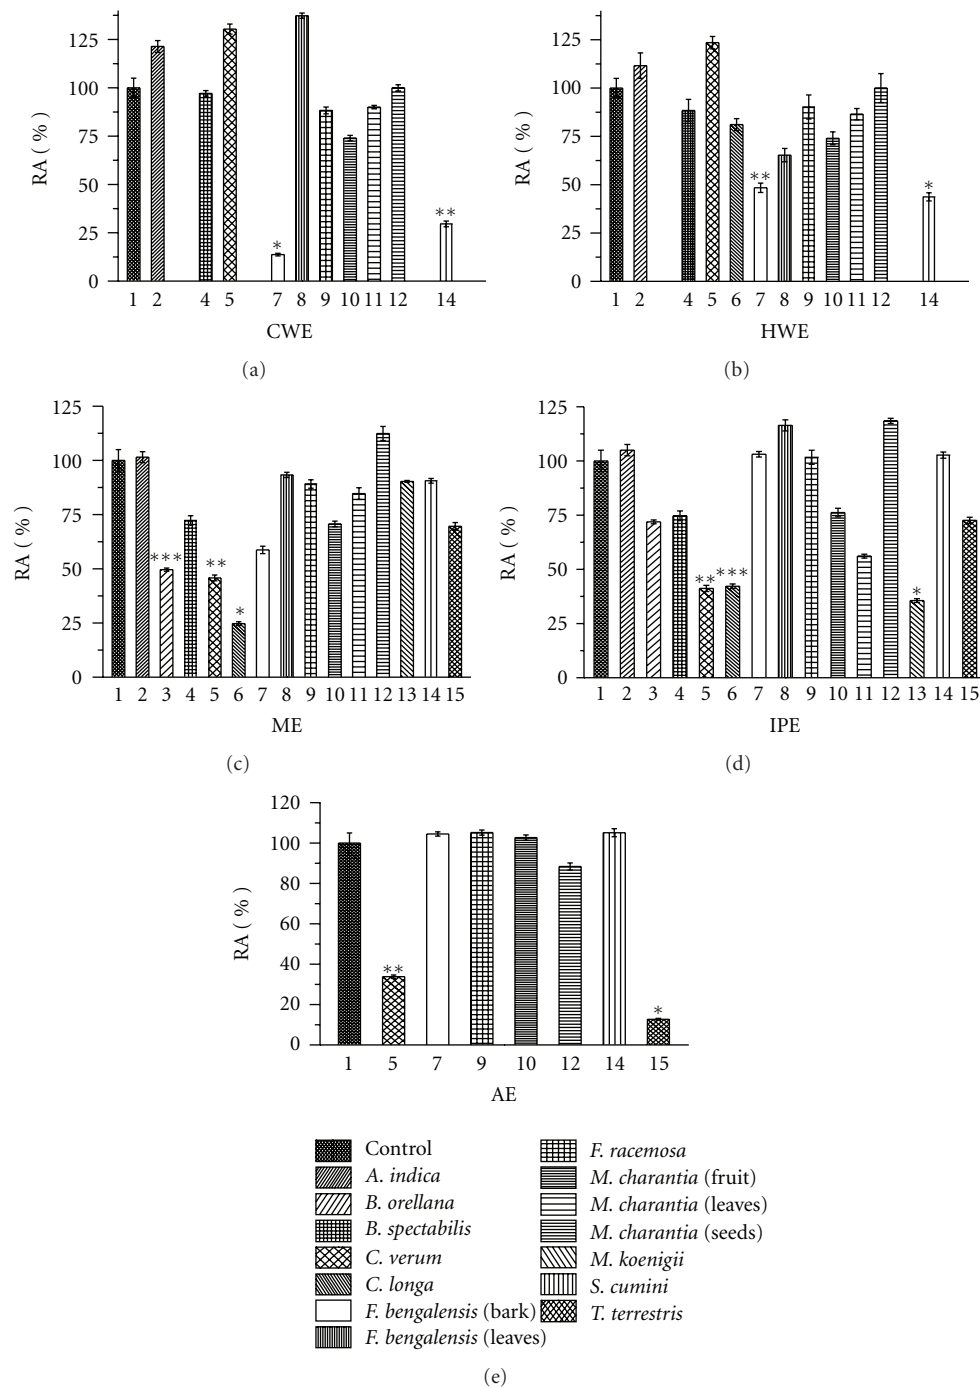 RA ( % )
125
100
75
50
25
0
*
**
1 2 4 5 7 8 9 10 11 12 14
CWE
(a)
RA ( % )
125
100
75
50
25
0
**
*
1 2 4 5 6 7 8 9 10 11 12 14
HWE
(b)
RA ( % )
125
100
75
50
25
0
***
**
*
1 2 3 4 5 6 7 8 9 10 11 12 13 14 15
ME
(c)
RA ( % )
125
100
75
50
25
0
**
***
*
1 2 3 4 5 6 7 8 9 10 11 12 13 14 15
IPE
(d)
RA ( % )
120
100
80
60
40
20
0
**
*
1 5 7 9 10 12 14 15
AE
Control
A. indica
B. orellana
B. spectabilis
C. verum
C. longa
F. bengalensis (bark)
F. bengalensis (leaves)
F. racemosa
M. charantia (fruit)
M. charantia (leaves)
M. charantia (seeds)
M. koenigii
S. cumini
T. terrestris
(e)